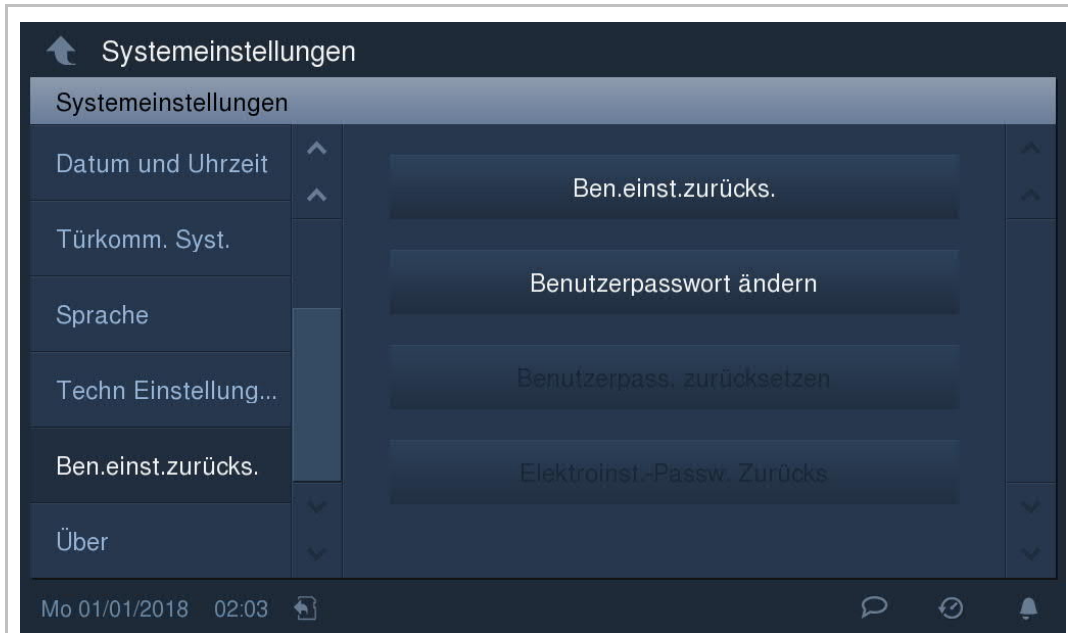 Systemeinstellungen
Systemeinstellungen
Datum und Uhrzeit
Türkomm. Syst.
Sprache
Techn Einstellung...
Ben.einst.zurücks.
Über
Ben.einst.zurücks.
Benutzerpasswort ändern
Benutzerpass. zurücksetzen
Elektroinst.-Passw. Zurücks
Mo 01/01/2018 02:03